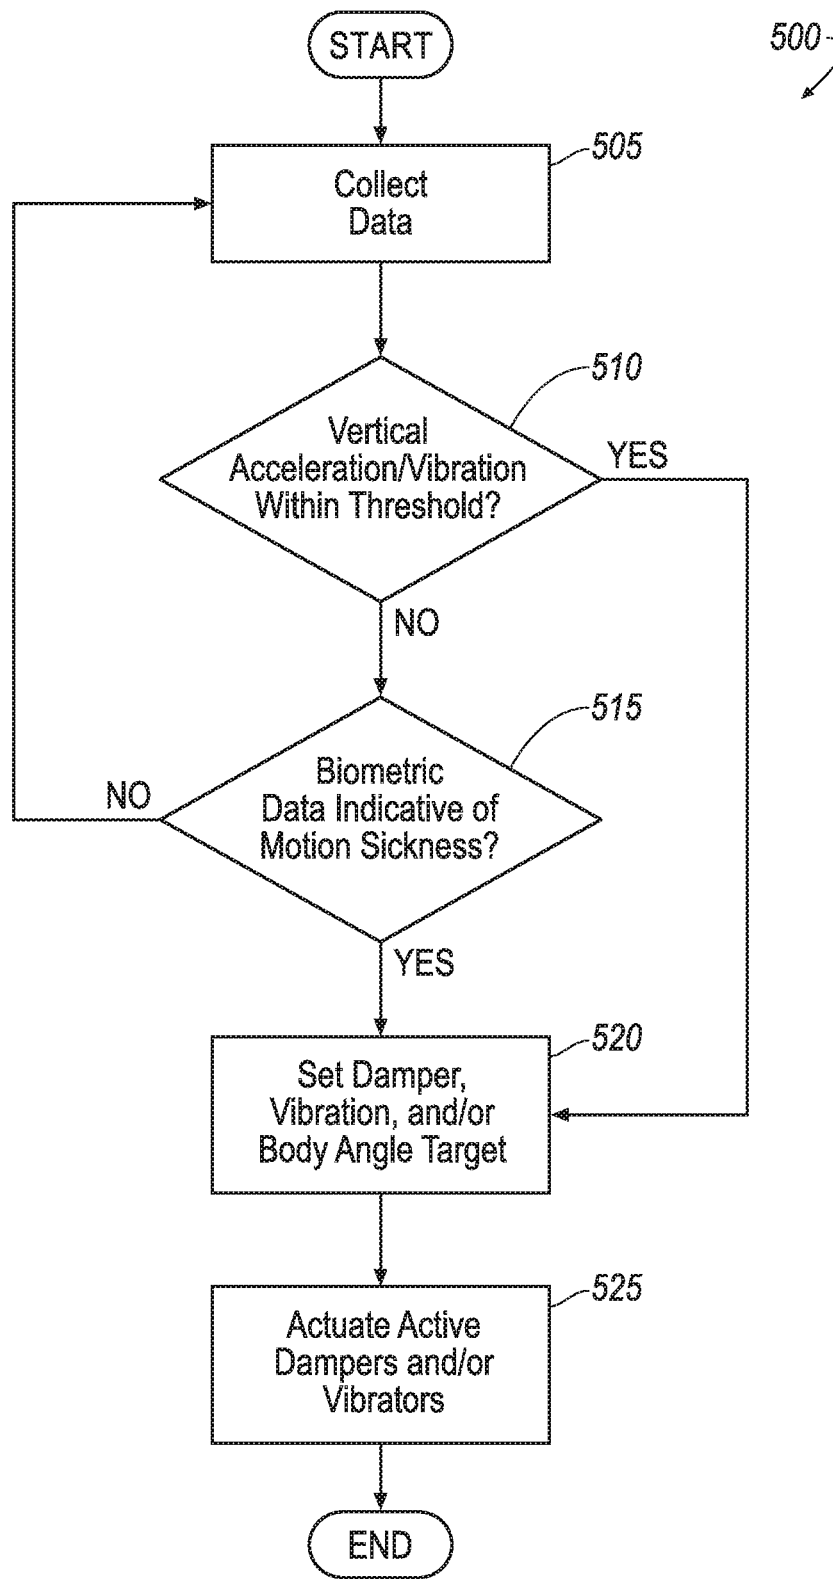 START
500
505
Collect
Data
510
Vertical
Acceleration/Vibration
Within Threshold?
YES
NO
515
Biometric
Data Indicative of
Motion Sickness?
NO
YES
520
Set Damper,
Vibration, and/or
Body Angle Target
525
Actuate Active
Dampers and/or
Vibrators
END